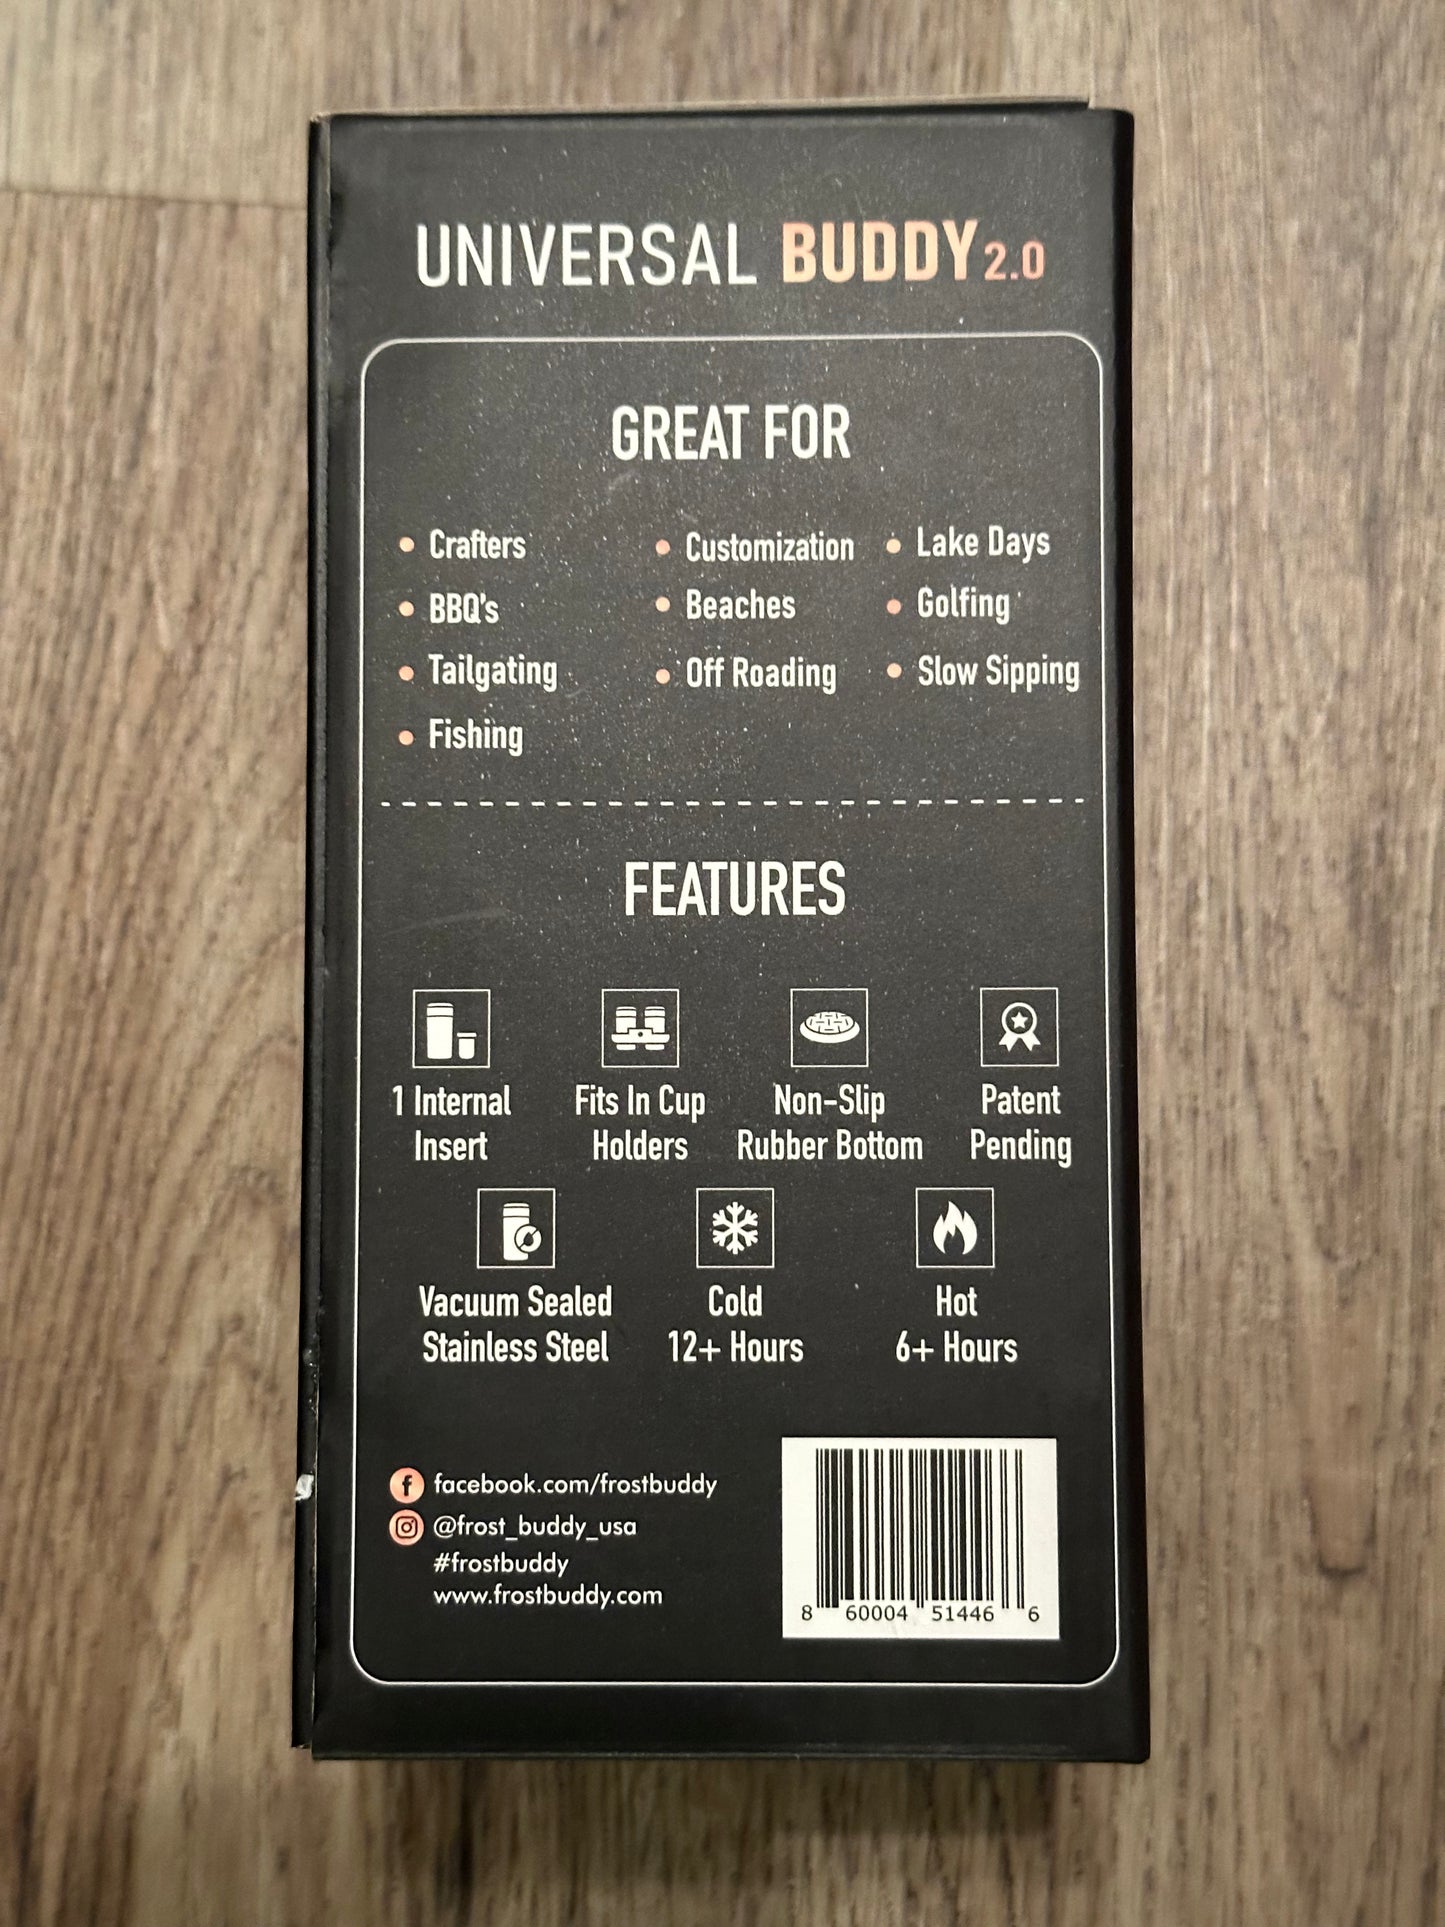 UNIVERSAL BUDDY 2.0
GREAT FOR
Crafters
BBQ's
Tailgating
Fishing
Customization
Beaches
Off Roading
Lake Days
Golfing
Slow Sipping
FEATURES
1 Internal
Insert
Fits In Cup
Holders
Non-Slip
Rubber Bottom
Patent
Pending
Vacuum Sealed
Stainless Steel
Cold
12+ Hours
Hot
6+ Hours
facebook.com/frostbuddy
@frost_buddy_usa
#frostbuddy
www.frostbuddy.com
8 60004 51446 6